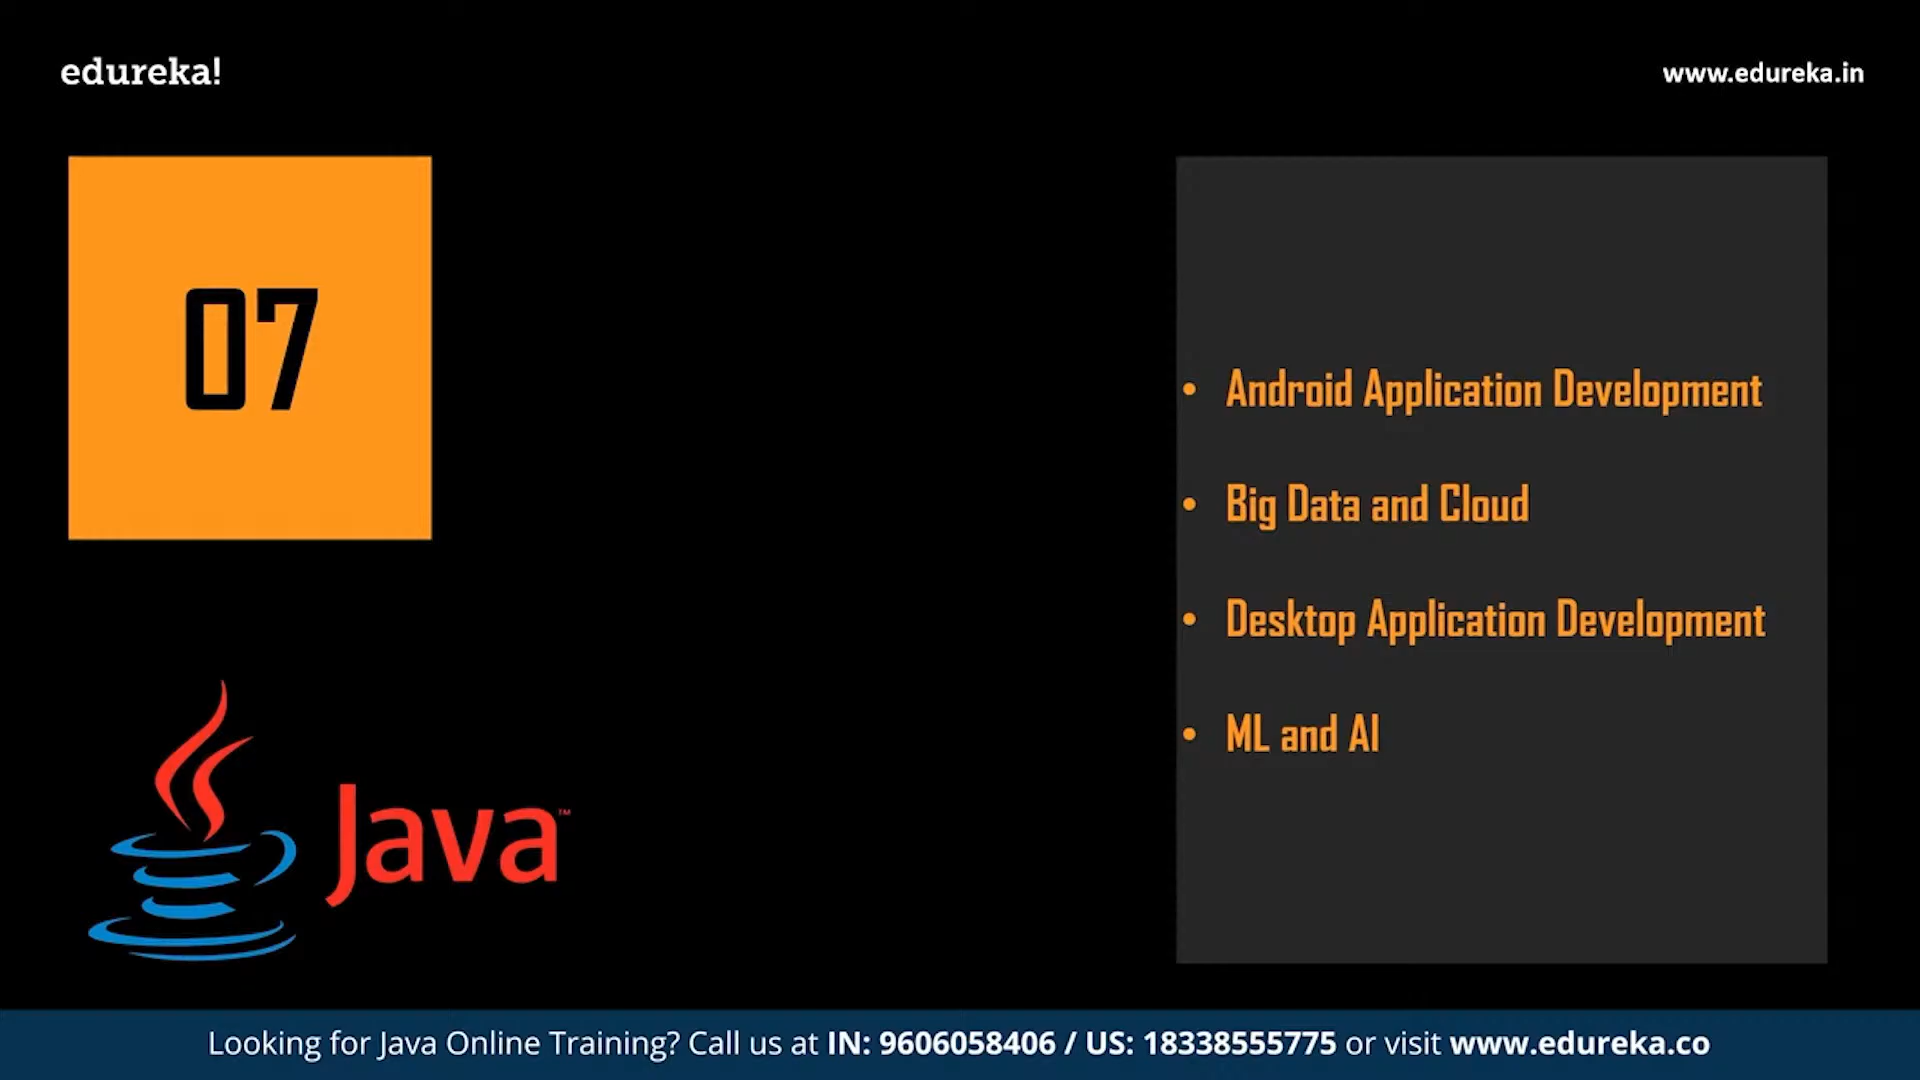 edureka!
www.edureka.in
07
• Android Application Development
• Big Data and Cloud
• Desktop Application Development
• ML and AI
Java™
Looking for Java Online Training? Call us at IN: 9606058406 / US: 18338555775 or visit www.edureka.co